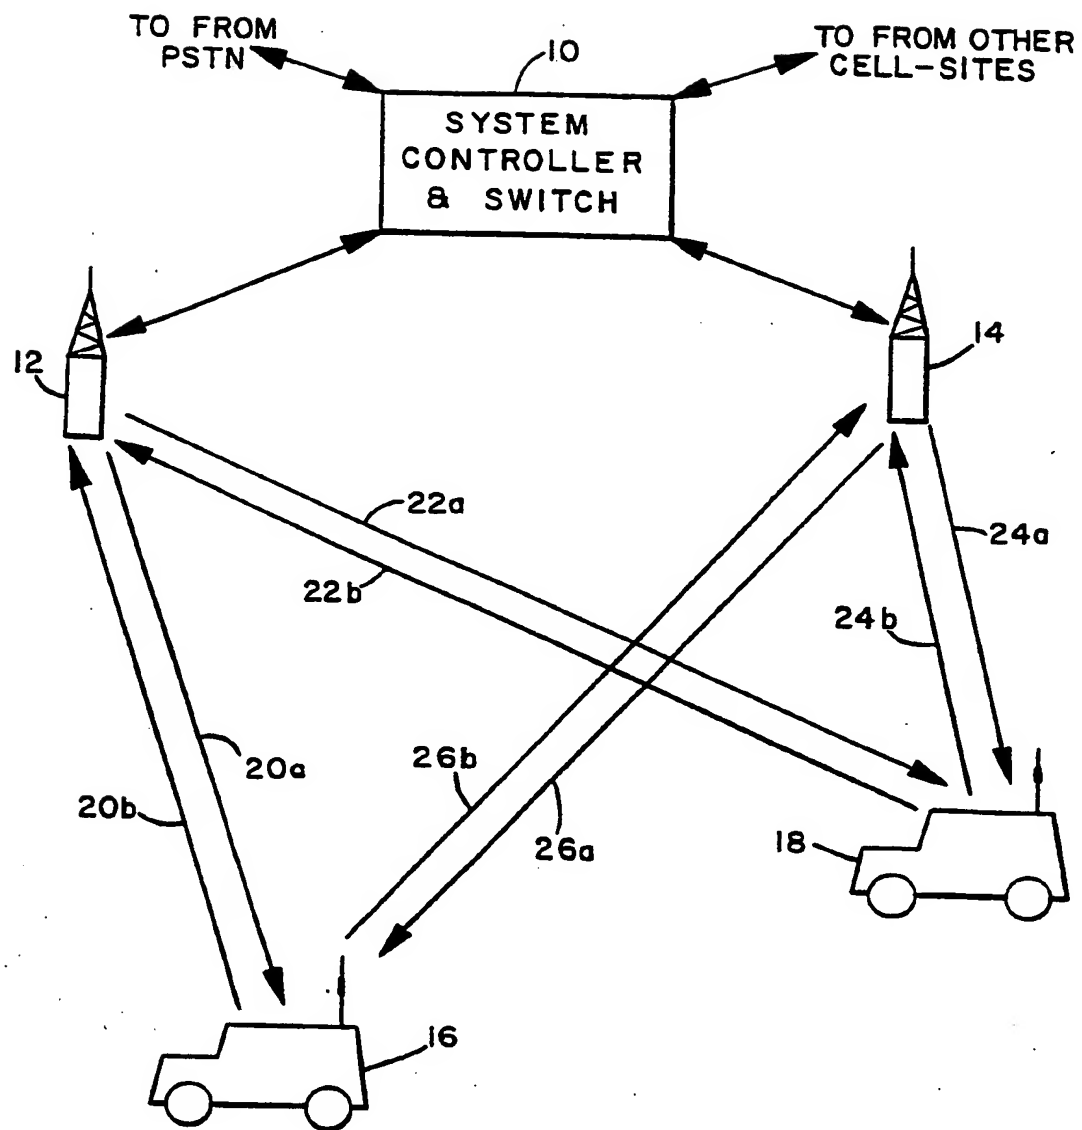 TO FROM
PSTN
10
TO FROM OTHER
CELL-SITES
SYSTEM
CONTROLLER
& SWITCH
12
14
22a
22b
24a
24b
20a
20b
26b
26a
18
16